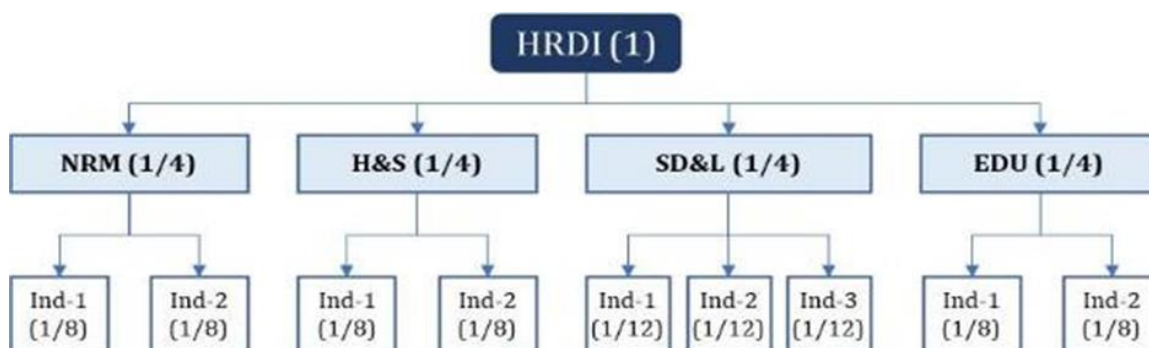 HRDI (1)
NRM (1/4)
H&S (1/4)
SD&L (1/4)
EDU (1/4)
Ind-1
(1/8)
Ind-2
(1/8)
Ind-1
(1/8)
Ind-2
(1/8)
Ind-1
(1/12)
Ind-2
(1/12)
Ind-3
(1/12)
Ind-1
(1/8)
Ind-2
(1/8)